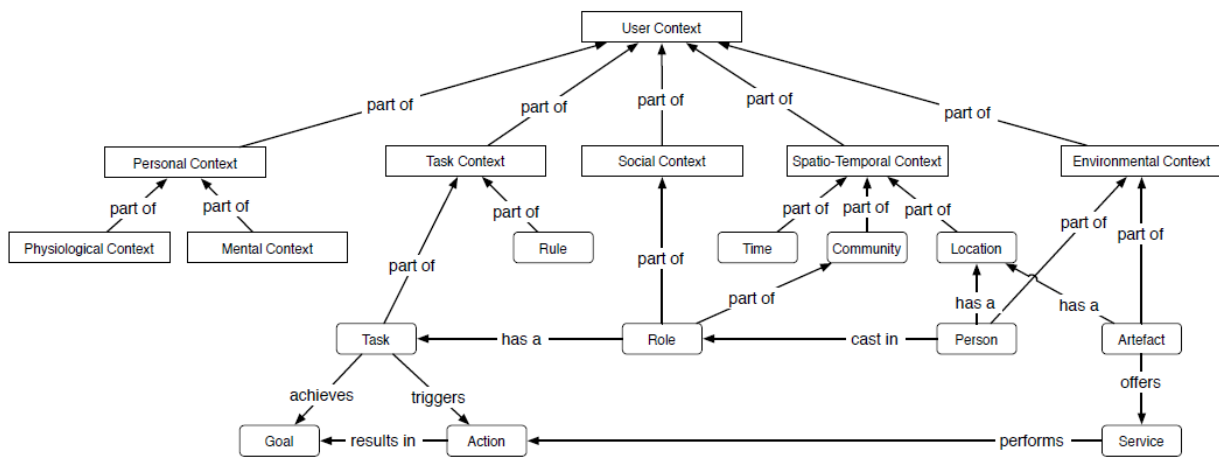 User Context
part of
part of
part of
part of
part of
Personal Context
Task Context
Social Context
Spatio-Temporal Context
Environmental Context
part of
part of
part of
part of
part of
part of
part of
part of
Physiological Context
Mental Context
Rule
Time
Community
Location
part of
part of
part of
has a
has a
Task
has a
Role
cast in
Person
Artefact
achieves
triggers
offers
Goal
results in
Action
performs
Service